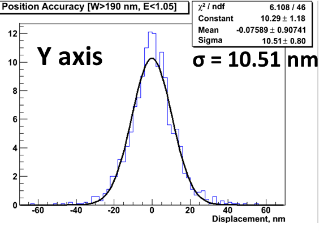 Position Accuracy [W>190 nm, E<1.05]
χ² / ndf 6.108 / 46
Constant 10.29 ± 1.18
Mean -0.07589 ± 0.90741
Sigma 10.51 ± 0.80
Y axis
σ = 10.51 nm
12
10
8
6
4
2
0
-60 -40 -20 0 20 40 60
Displacement, nm